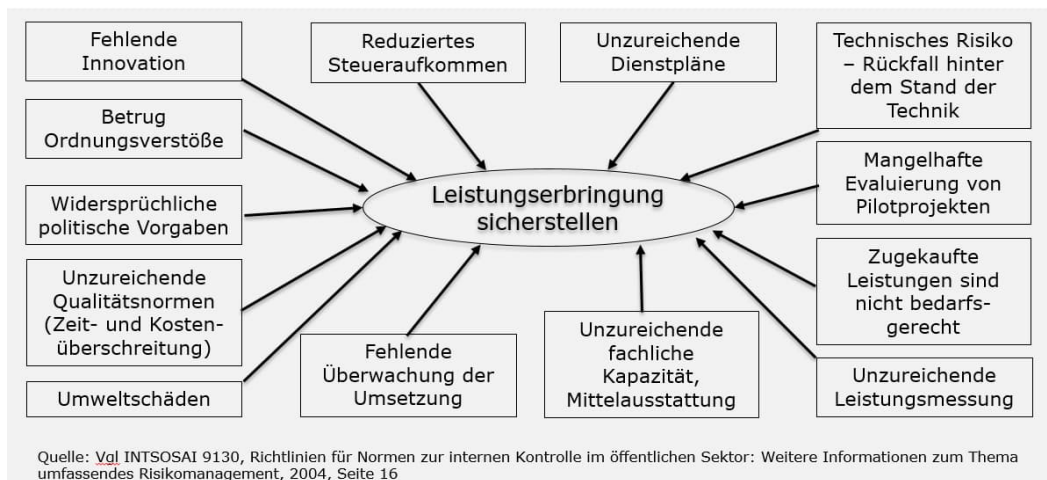 Fehlende
Innovation
Reduziertes
Steueraufkommen
Unzureichende
Dienstpläne
Technisches Risiko
– Rückfall hinter
dem Stand der
Technik
Betrug
Ordnungsverstöße
Mangelhafte
Evaluierung von
Pilotprojekten
Leistungserbringung
sicherstellen
Widersprüchliche
politische Vorgaben
Zugekaufte
Leistungen sind
nicht bedarfs-
gerecht
Unzureichende
Qualitätsnormen
(Zeit- und Kosten-
überschreitung)
Fehlende
Überwachung der
Umsetzung
Unzureichende
fachliche
Kapazität,
Mittelausstattung
Unzureichende
Leistungsmessung
Umweltschäden
Quelle: Vgl INTSOSAI 9130, Richtlinien für Normen zur internen Kontrolle im öffentlichen Sektor: Weitere Informationen zum Thema
umfassendes Risikomanagement, 2004, Seite 16